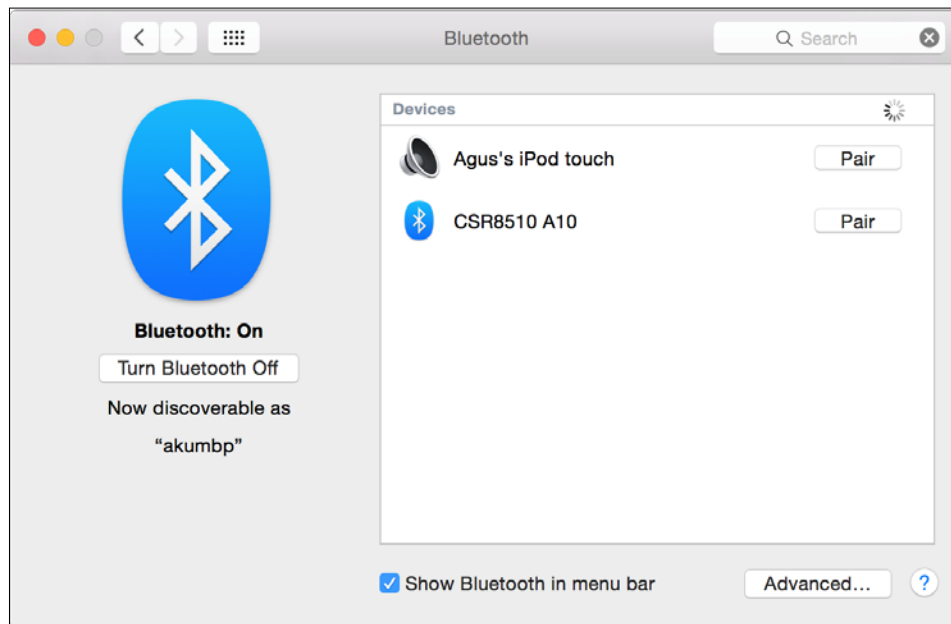 Bluetooth
Search
Devices
Agus's iPod touch
Pair
CSR8510 A10
Pair
Bluetooth: On
Turn Bluetooth Off
Now discoverable as
“akumbp”
Show Bluetooth in menu bar
Advanced...
?